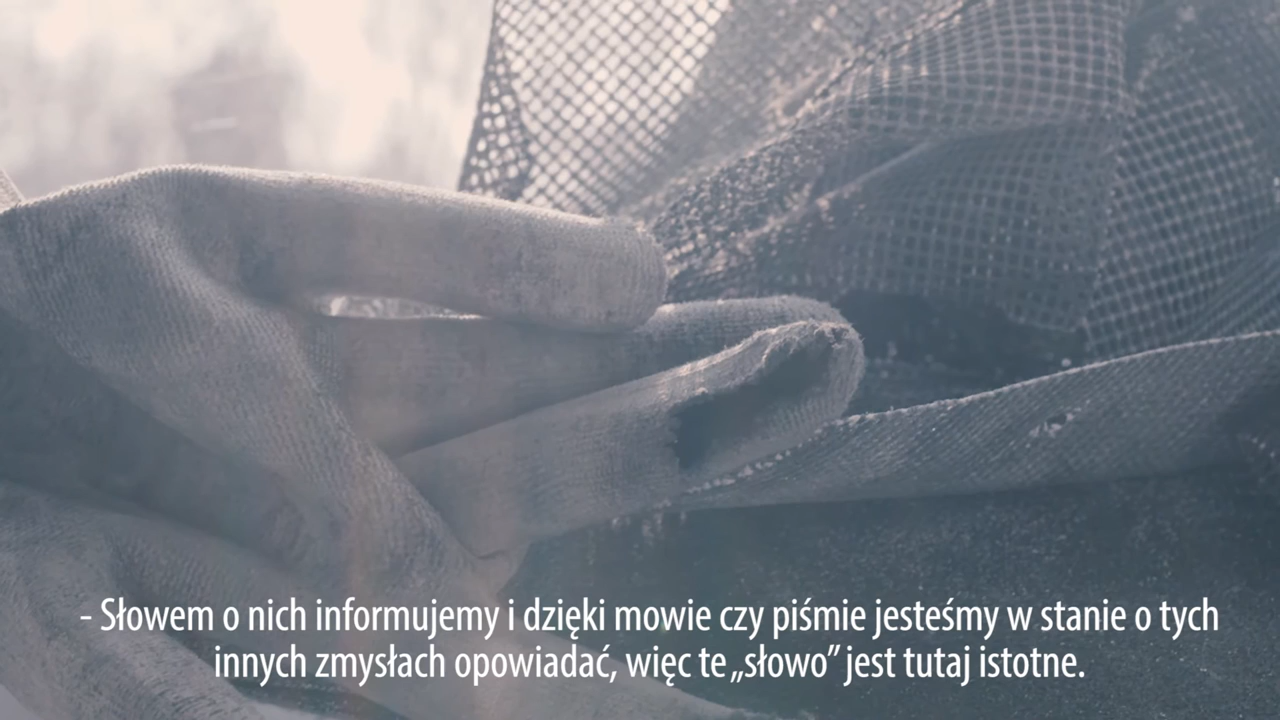 - Słowem o nich informujemy i dzięki mowie czy piśmie jesteśmy w stanie o tych
innych zmysłach opowiadać, więc te „słowo” jest tutaj istotne.